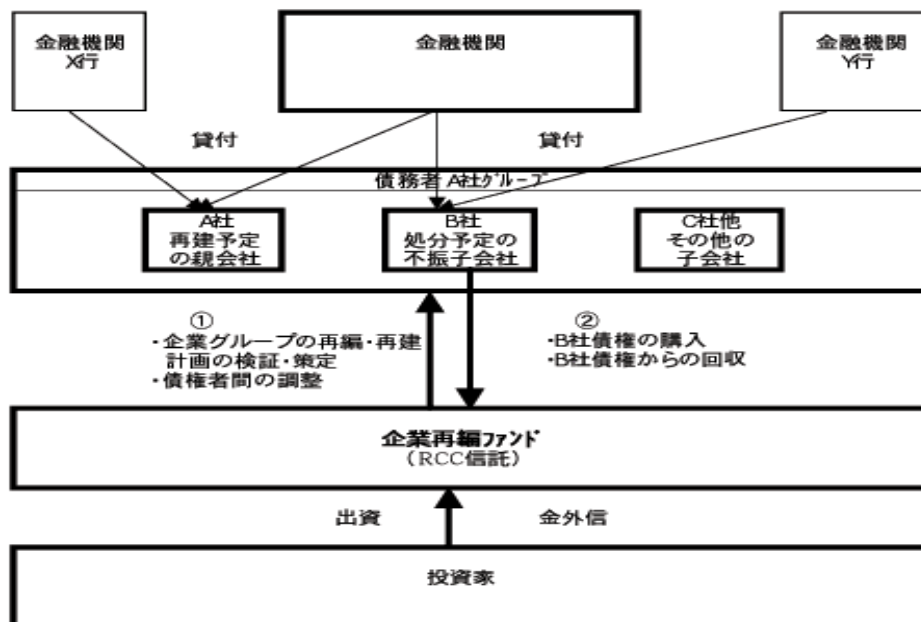 金融機関
X行
金融機関
金融機関
Y行
貸付
貸付
債務者A社グループ
A社
再建予定
の親会社
B社
処分予定の
不振子会社
C社他
その他の
子会社
①
・企業グループの再編・再建
計画の検証・策定
・債権者間の調整
②
・B社債権の購入
・B社債権からの回収
企業再編ファンド
(RCC信託)
出資
金外信
投資家